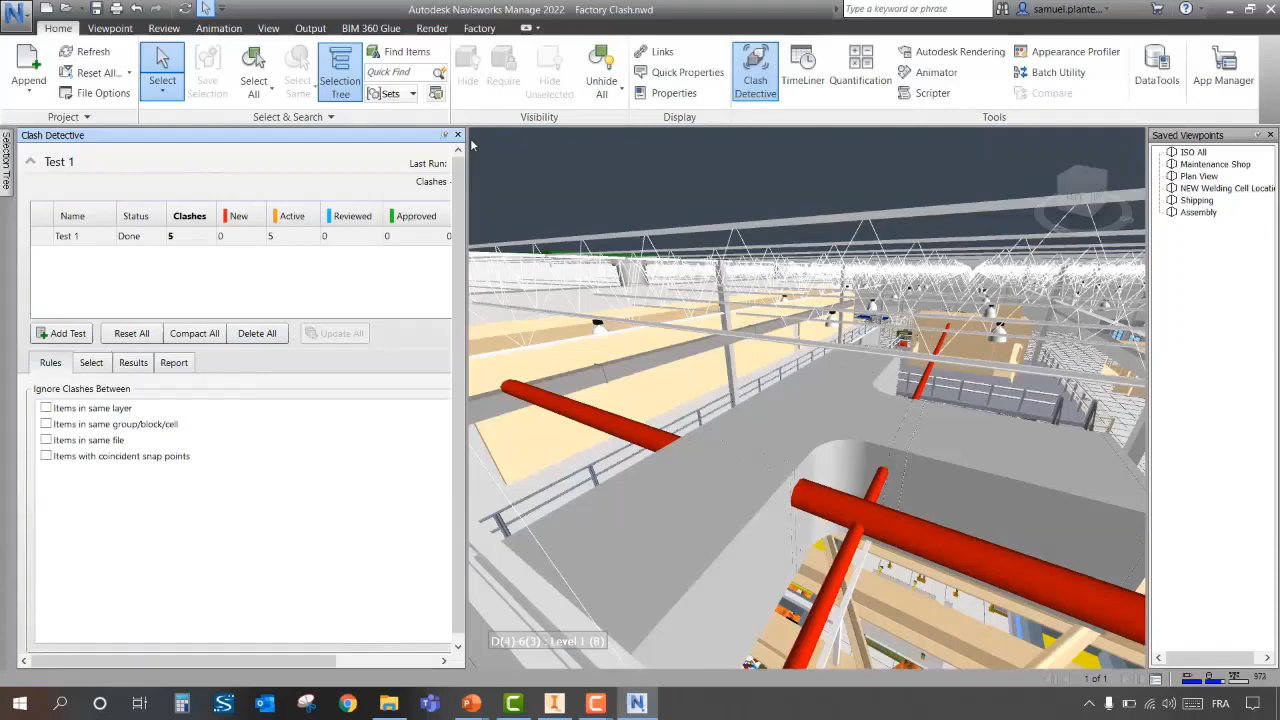 Autodesk Navisworks Manage 2022 Factory Clash.nwd
Type a keyword or phrase
samuel.plante...
Home Viewpoint Review Animation View Output BIM 360 Glue Render Factory
Append
Refresh
Reset All...
File Options
Project
Select
Save Selection
Select All
Select Same
Selection Tree
Find Items
Quick Find
Sets
Select & Search
Hide
Require
Hide Unselected
Unhide All
Visibility
Links
Quick Properties
Properties
Display
Clash Detective
TimeLiner
Quantification
Autodesk Rendering
Animator
Scripter
Appearance Profiler
Batch Utility
Compare
Tools
DataTools
App Manager
Selection Tree
Clash Detective
Test 1
Last Run:
Clashes -
Name Status Clashes New Active Reviewed Approved
Test 1 Done 5 0 5 0 0 0
Add Test Reset All Compact All Delete All Update All
Rules Select Results Report
Ignore Clashes Between
Items in same layer
Items in same group/block/cell
Items in same file
Items with coincident snap points
D(4)-6(3) : Level 1 (8)
Saved Viewpoints
ISO All
Maintenance Shop
Plan View
NEW Welding Cell Locati
Shipping
Assembly
1 of 1
973
FRA